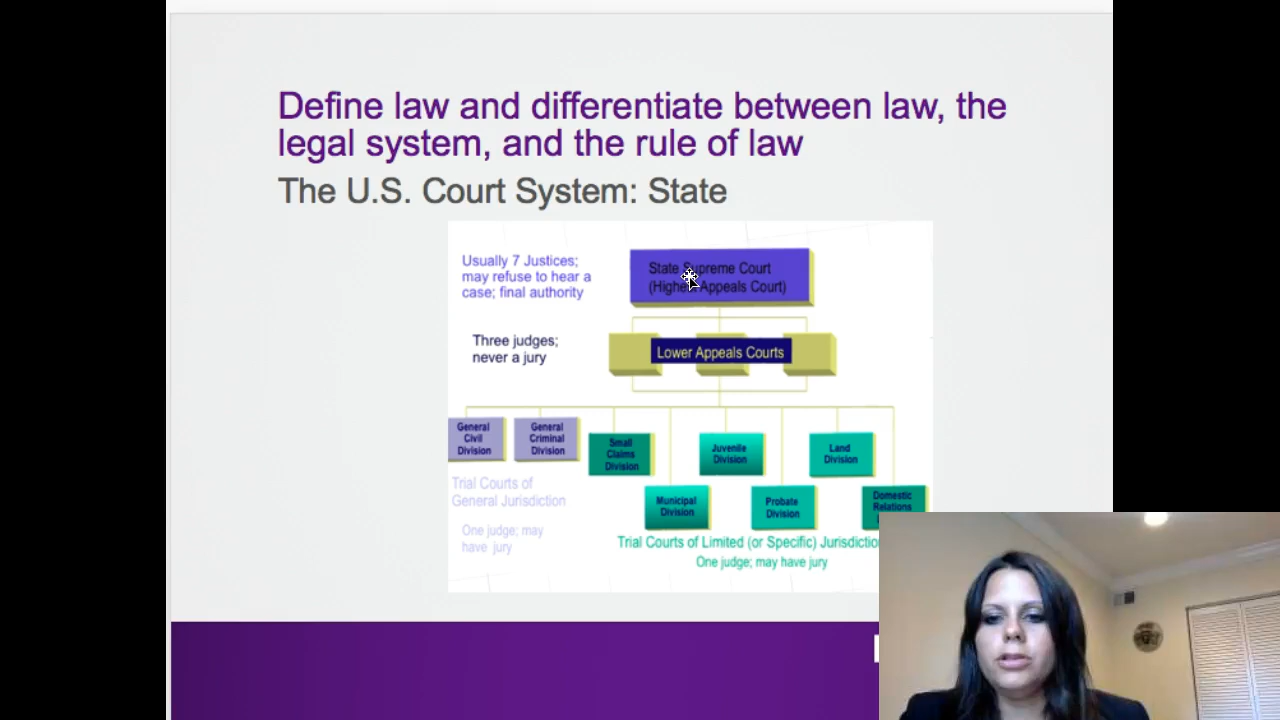 Define law and differentiate between law, the
legal system, and the rule of law
The U.S. Court System: State
Usually 7 Justices;
may refuse to hear a
case; final authority
State Supreme Court
(Highest Appeals Court)
Three judges;
never a jury
Lower Appeals Courts
General
Civil
Division
General
Criminal
Division
Small
Claims
Division
Juvenile
Division
Land
Division
Municipal
Division
Probate
Division
Domestic
Relations
Trial Courts of
General Jurisdiction
One judge; may
have jury
Trial Courts of Limited (or Specific) Jurisdiction
One judge; may have jury